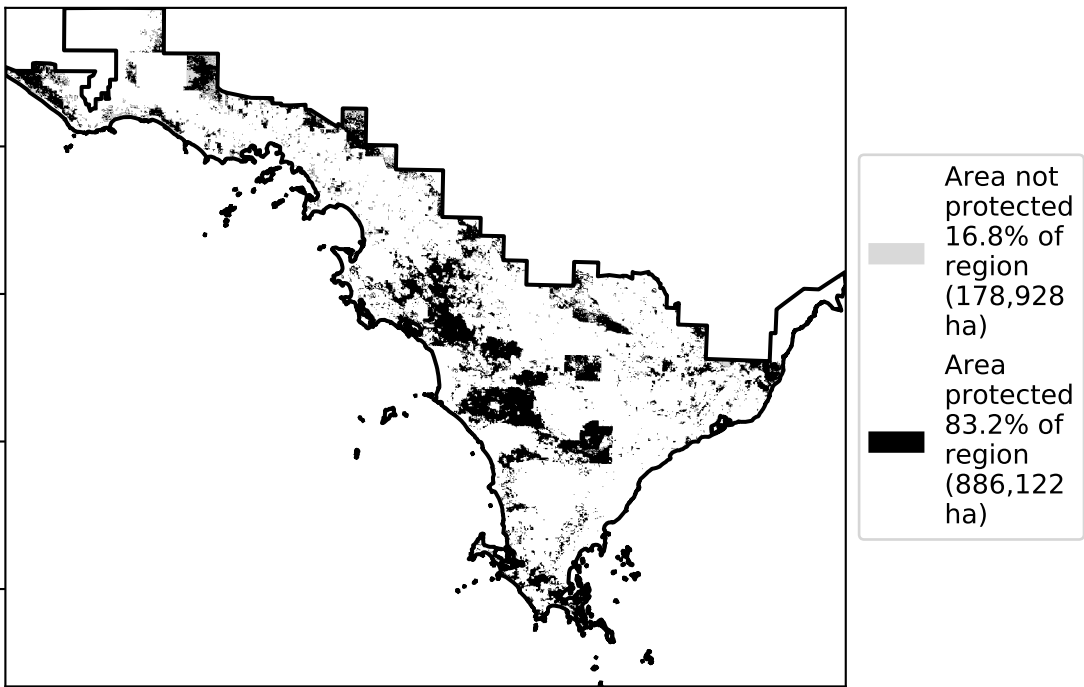 Area not
protected
16.8% of
region
(178,928
ha)
Area
protected
83.2% of
region
(886,122
ha)